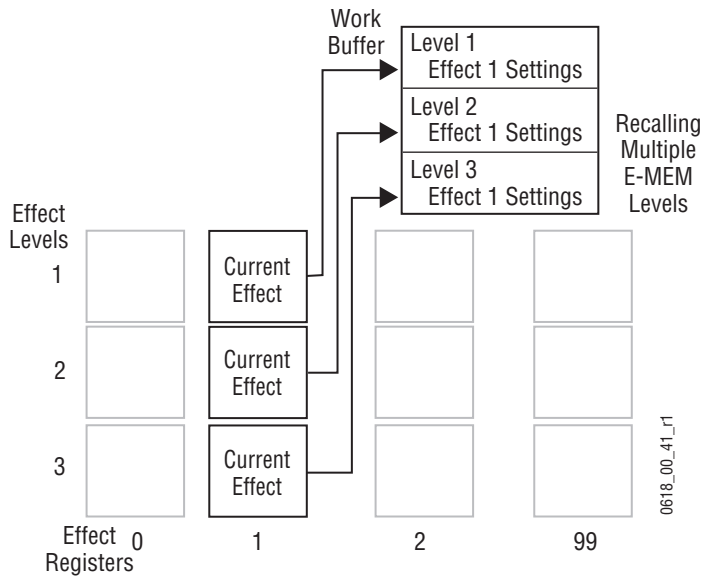 Work
Buffer
Level 1
Effect 1 Settings
Level 2
Effect 1 Settings
Level 3
Effect 1 Settings
Recalling
Multiple
E-MEM
Levels
Effect
Levels
1
Current
Effect
2
Current
Effect
3
Current
Effect
0618_00_41_r1
Effect
Registers
0
1
2
99